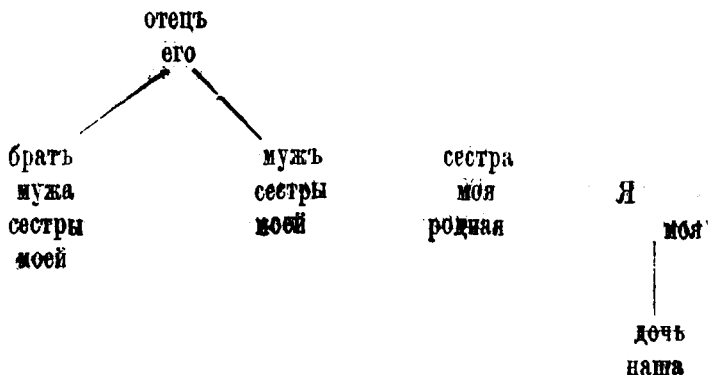 отецъ
его
братъ
мужа
сестры
моей
мужъ
сестры
моей
сестра
моя
родная
Я
моя
дочь
наша